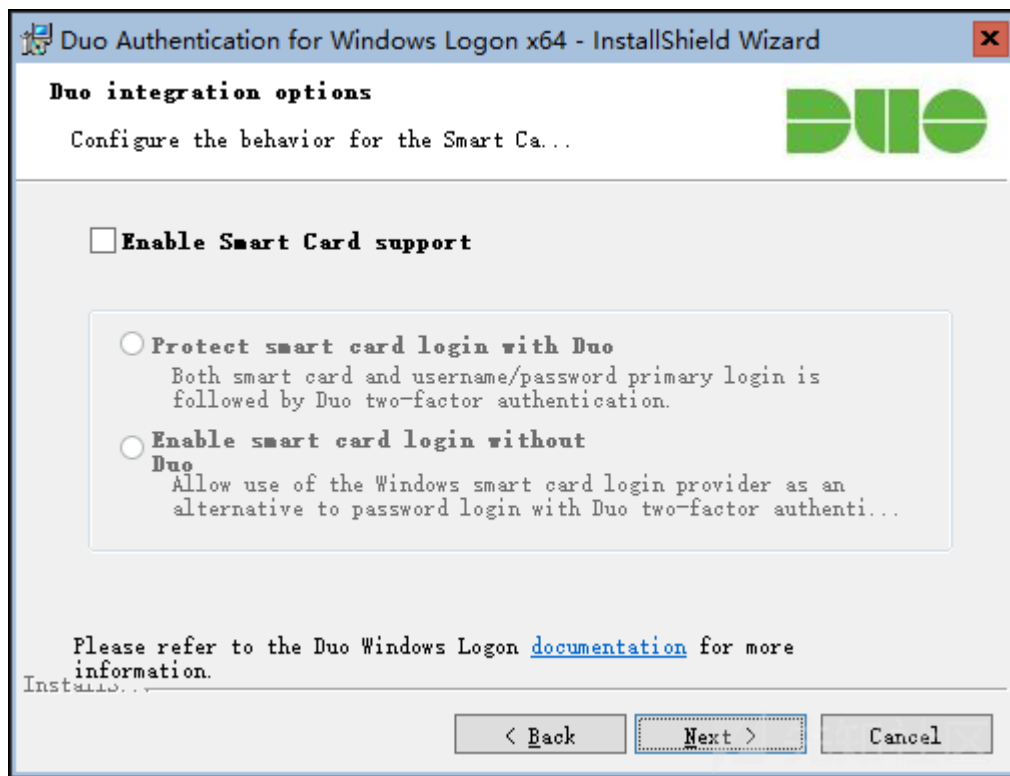 Duo Authentication for Windows Logon x64 - InstallShield Wizard
Duo integration options
Configure the behavior for the Smart Ca...
DUO
Enable Smart Card support
Protect smart card login with Duo
Both smart card and username/password primary login is
followed by Duo two-factor authentication.
Enable smart card login without
Duo
Allow use of the Windows smart card login provider as an
alternative to password login with Duo two-factor authenti...
Please refer to the Duo Windows Logon documentation for more
information.
< Back
Next >
Cancel